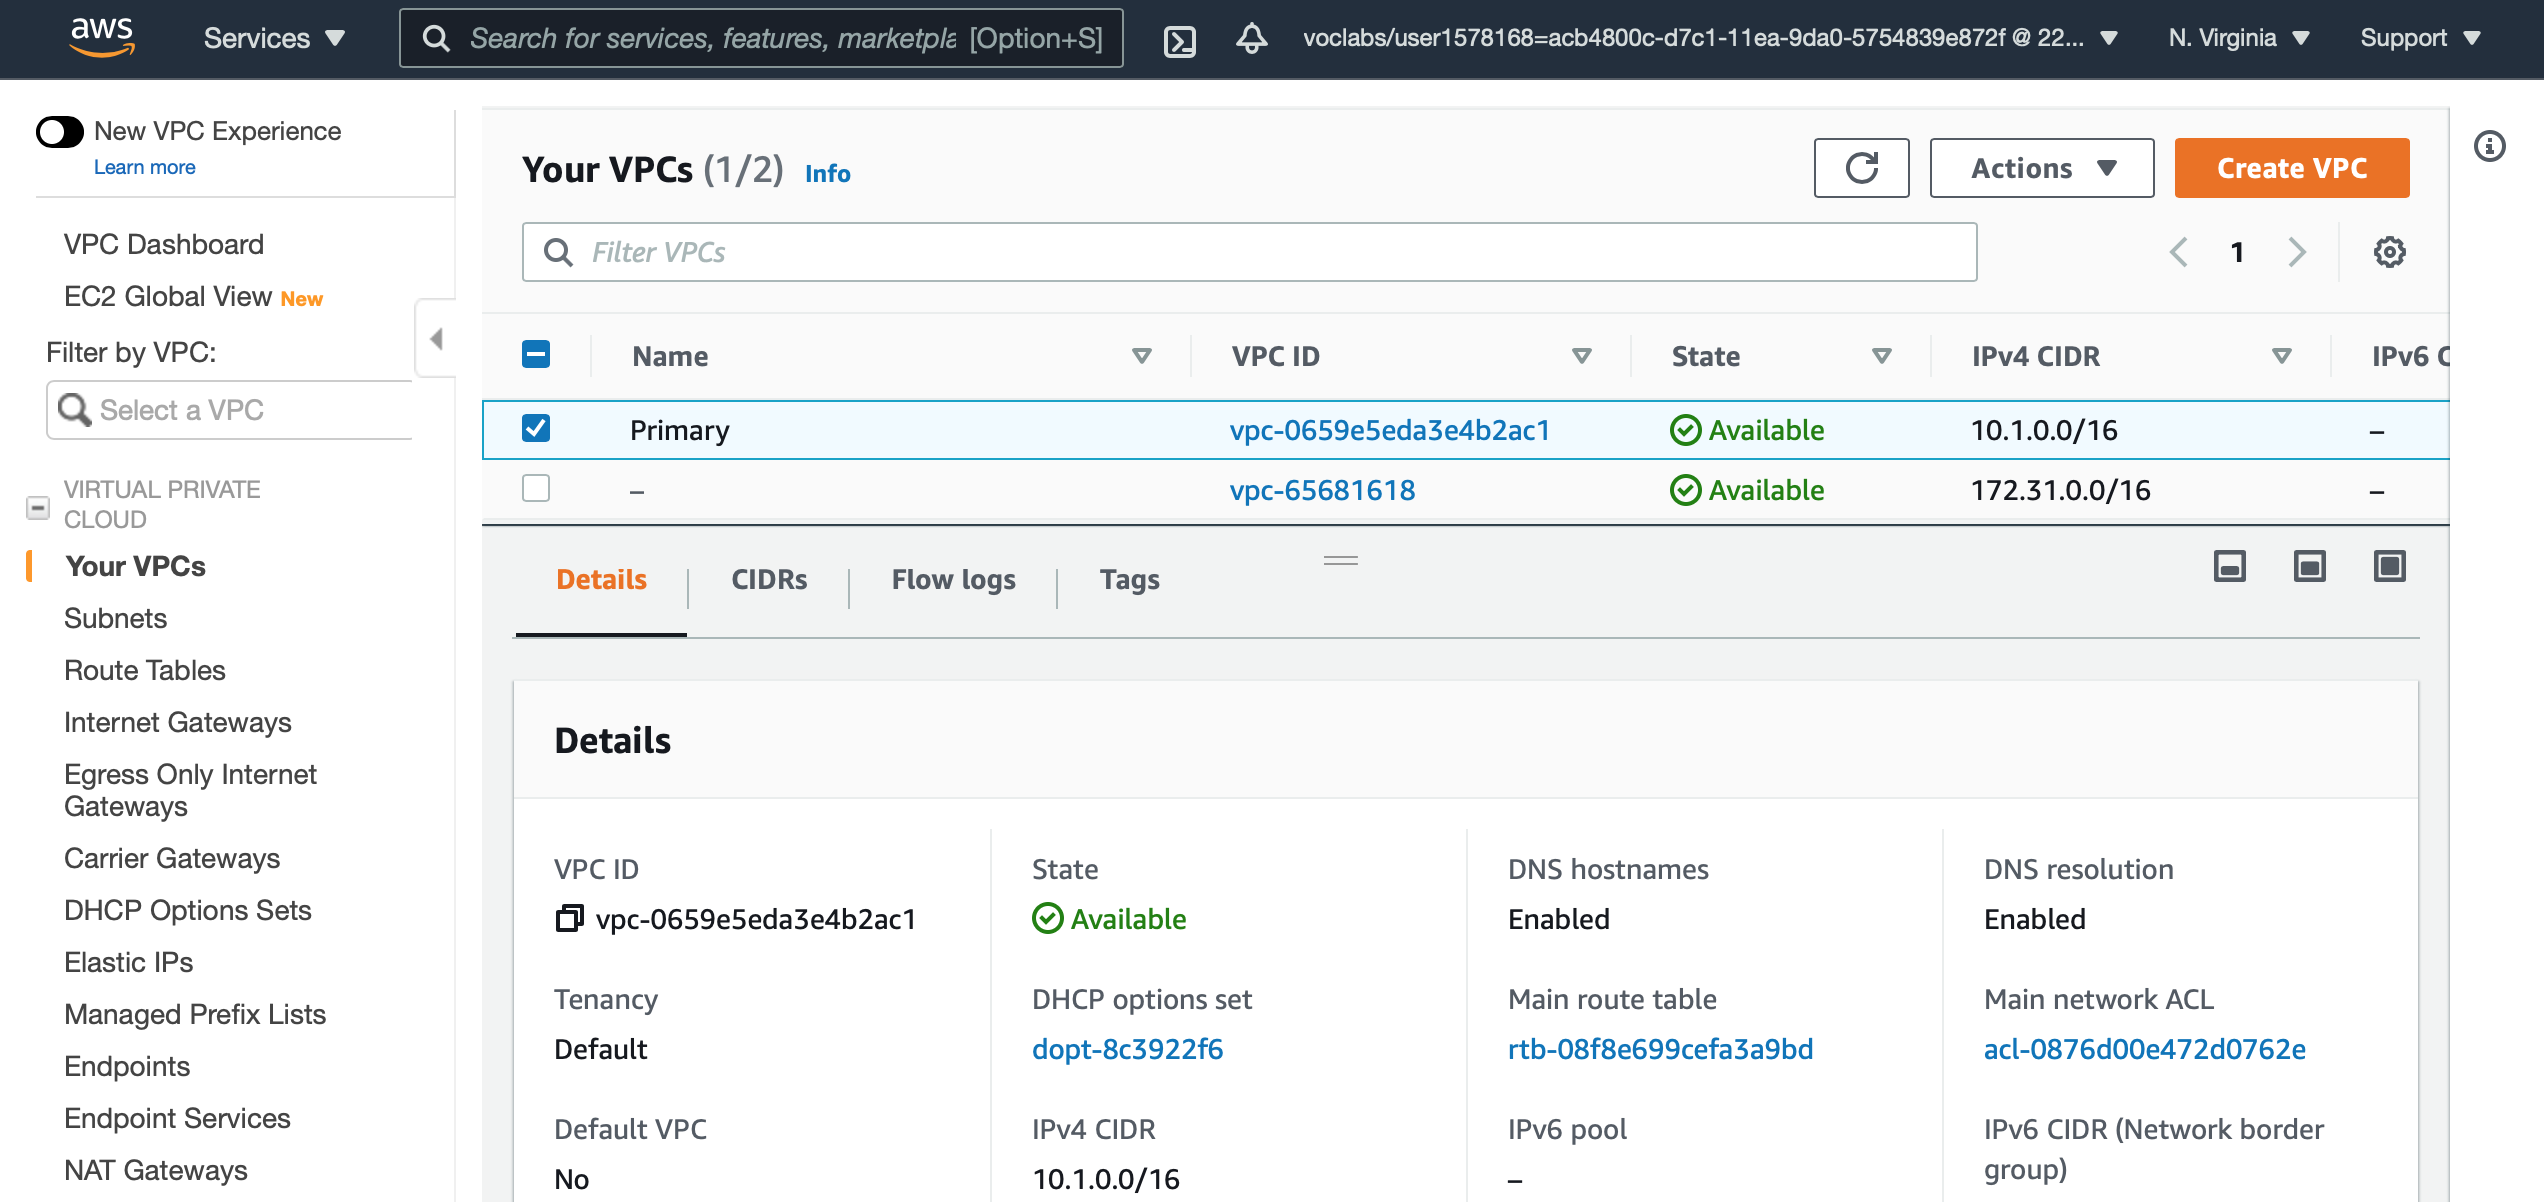 aws
Services
Search for services, features, marketpla [Option+S]
voclabs/user1578168=acb4800c-d7c1-11ea-9da0-5754839e872f @ 22...
N. Virginia
Support
New VPC Experience
Learn more
VPC Dashboard
EC2 Global View New
Filter by VPC:
Select a VPC
VIRTUAL PRIVATE
CLOUD
Your VPCs
Subnets
Route Tables
Internet Gateways
Egress Only Internet
Gateways
Carrier Gateways
DHCP Options Sets
Elastic IPs
Managed Prefix Lists
Endpoints
Endpoint Services
NAT Gateways
Your VPCs (1/2) Info
Actions
Create VPC
Filter VPCs
1
Name VPC ID State IPv4 CIDR IPv6 C
Primary vpc-0659e5eda3e4b2ac1 Available 10.1.0.0/16 –
– vpc-65681618 Available 172.31.0.0/16 –
Details CIDRs Flow logs Tags
Details
VPC ID State DNS hostnames DNS resolution
vpc-0659e5eda3e4b2ac1 Available Enabled Enabled
Tenancy DHCP options set Main route table Main network ACL
Default dopt-8c3922f6 rtb-08f8e699cefa3a9bd acl-0876d00e472d0762e
Default VPC IPv4 CIDR IPv6 pool IPv6 CIDR (Network border
group)
No 10.1.0.0/16 –